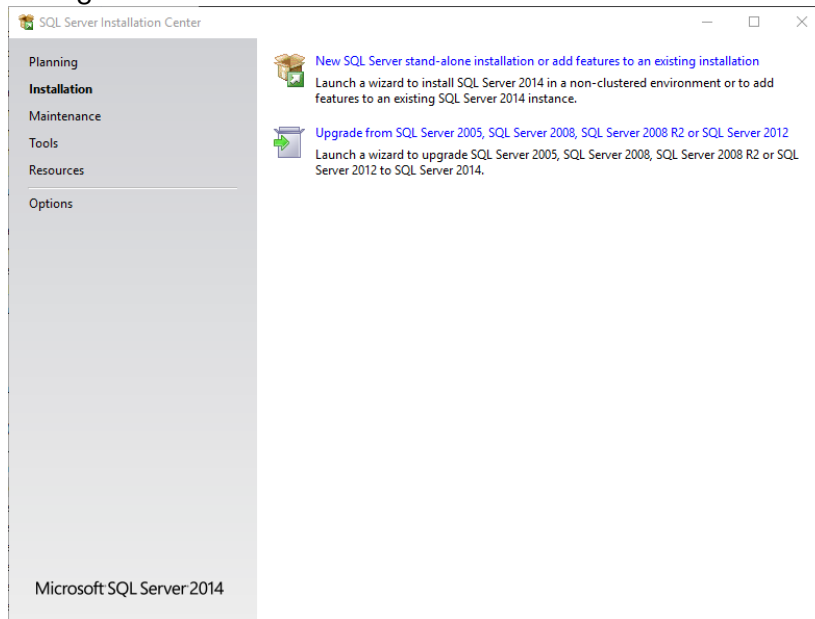 SQL Server Installation Center
Planning
Installation
Maintenance
Tools
Resources
Options
New SQL Server stand-alone installation or add features to an existing installation
Launch a wizard to install SQL Server 2014 in a non-clustered environment or to add
features to an existing SQL Server 2014 instance.
Upgrade from SQL Server 2005, SQL Server 2008, SQL Server 2008 R2 or SQL Server 2012
Launch a wizard to upgrade SQL Server 2005, SQL Server 2008, SQL Server 2008 R2 or SQL
Server 2012 to SQL Server 2014.
Microsoft SQL Server 2014